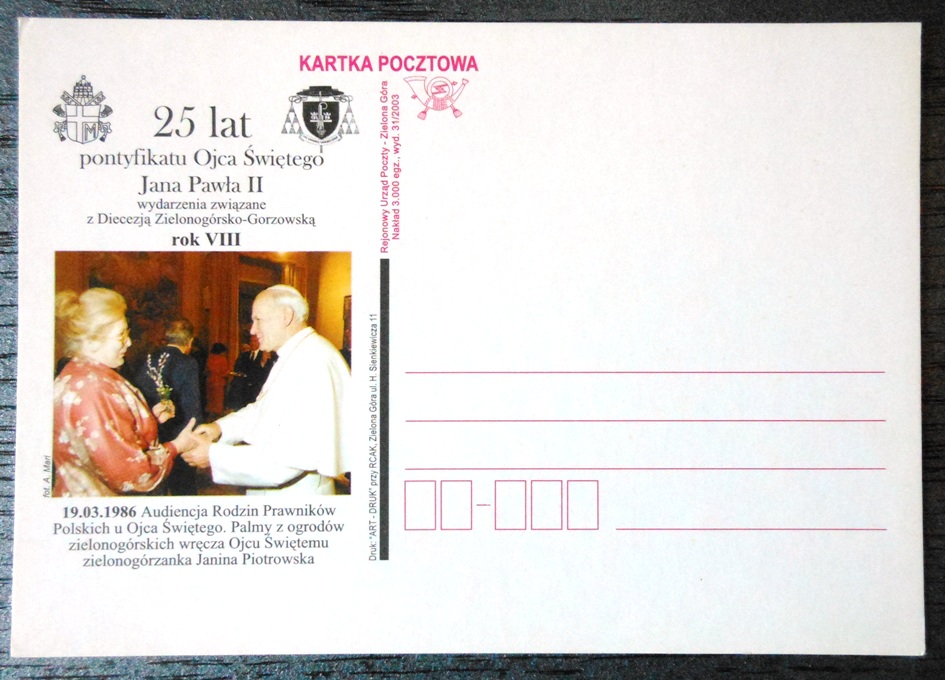 KARTKA POCZTOWA
25 lat
pontyfikatu Ojca Świętego
Jana Pawła II
wydarzenia związane
z Diecezją Zielonogórsko-Gorzowską
rok VIII
fot. A. Mari
19.03.1986 Audiencja Rodzin Prawników
Polskich u Ojca Świętego. Palmy z ogrodów
zielonogórskich wręcza Ojcu Świętemu
zielonogórzanka Janina Piotrowska
Rejonowy Urząd Poczty - Zielona Góra
Nakład 3.000 egz., wyd. 31/2003
Druk: "ART - DRUK" przy RCAK, Zielona Góra ul. H. Sienkiewicza 11